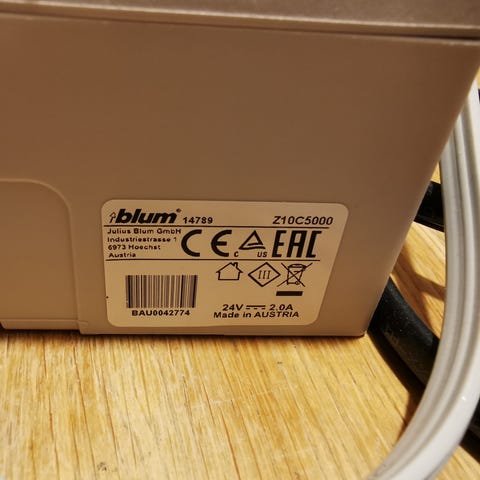 blum® 14789 Z10C5000
Julius Blum GmbH
Industriestrasse 1
6973 Hoechst
Austria
CE C US EAC
III
BAU0042774
24V ⎓ 2.0A
Made in AUSTRIA